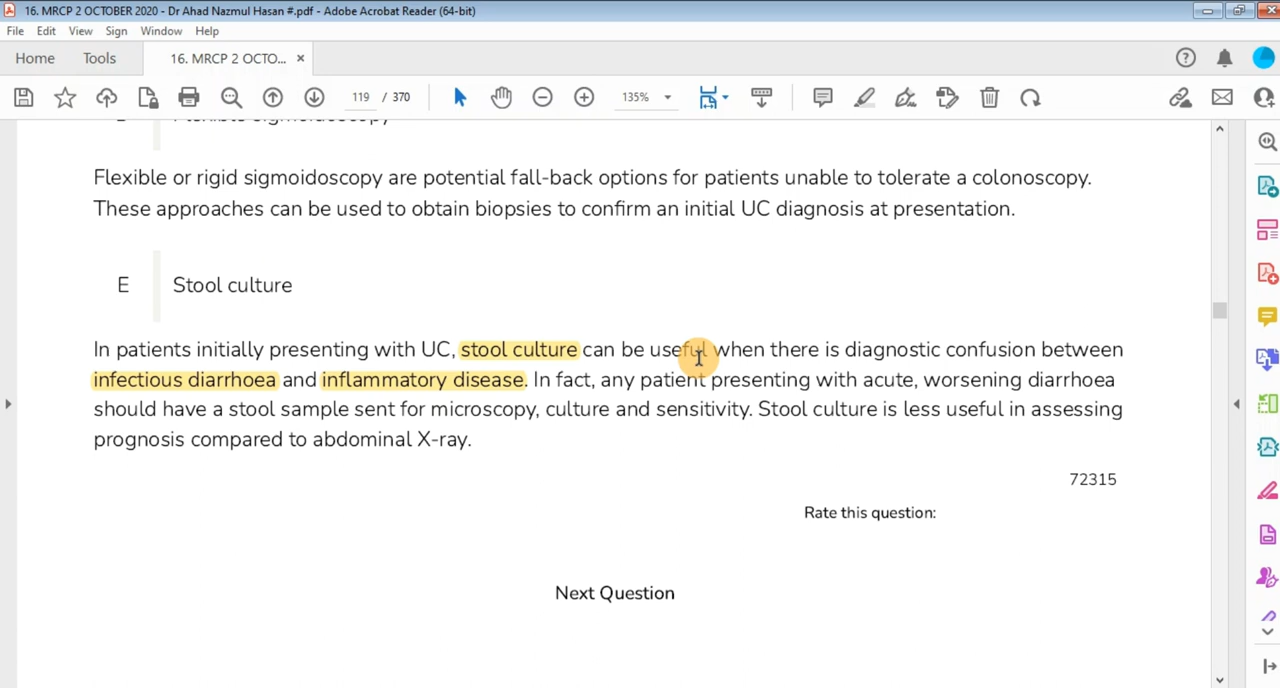 16. MRCP 2 OCTOBER 2020 - Dr Ahad Nazmul Hasan #.pdf - Adobe Acrobat Reader (64-bit)
File Edit View Sign Window Help
Home Tools 16. MRCP 2 OCTO... ×
119 / 370 135%
Flexible sigmoidoscopy
Flexible or rigid sigmoidoscopy are potential fall-back options for patients unable to tolerate a colonoscopy.
These approaches can be used to obtain biopsies to confirm an initial UC diagnosis at presentation.
E Stool culture
In patients initially presenting with UC, stool culture can be useful when there is diagnostic confusion between
infectious diarrhoea and inflammatory disease. In fact, any patient presenting with acute, worsening diarrhoea
should have a stool sample sent for microscopy, culture and sensitivity. Stool culture is less useful in assessing
prognosis compared to abdominal X-ray.
72315
Rate this question:
Next Question